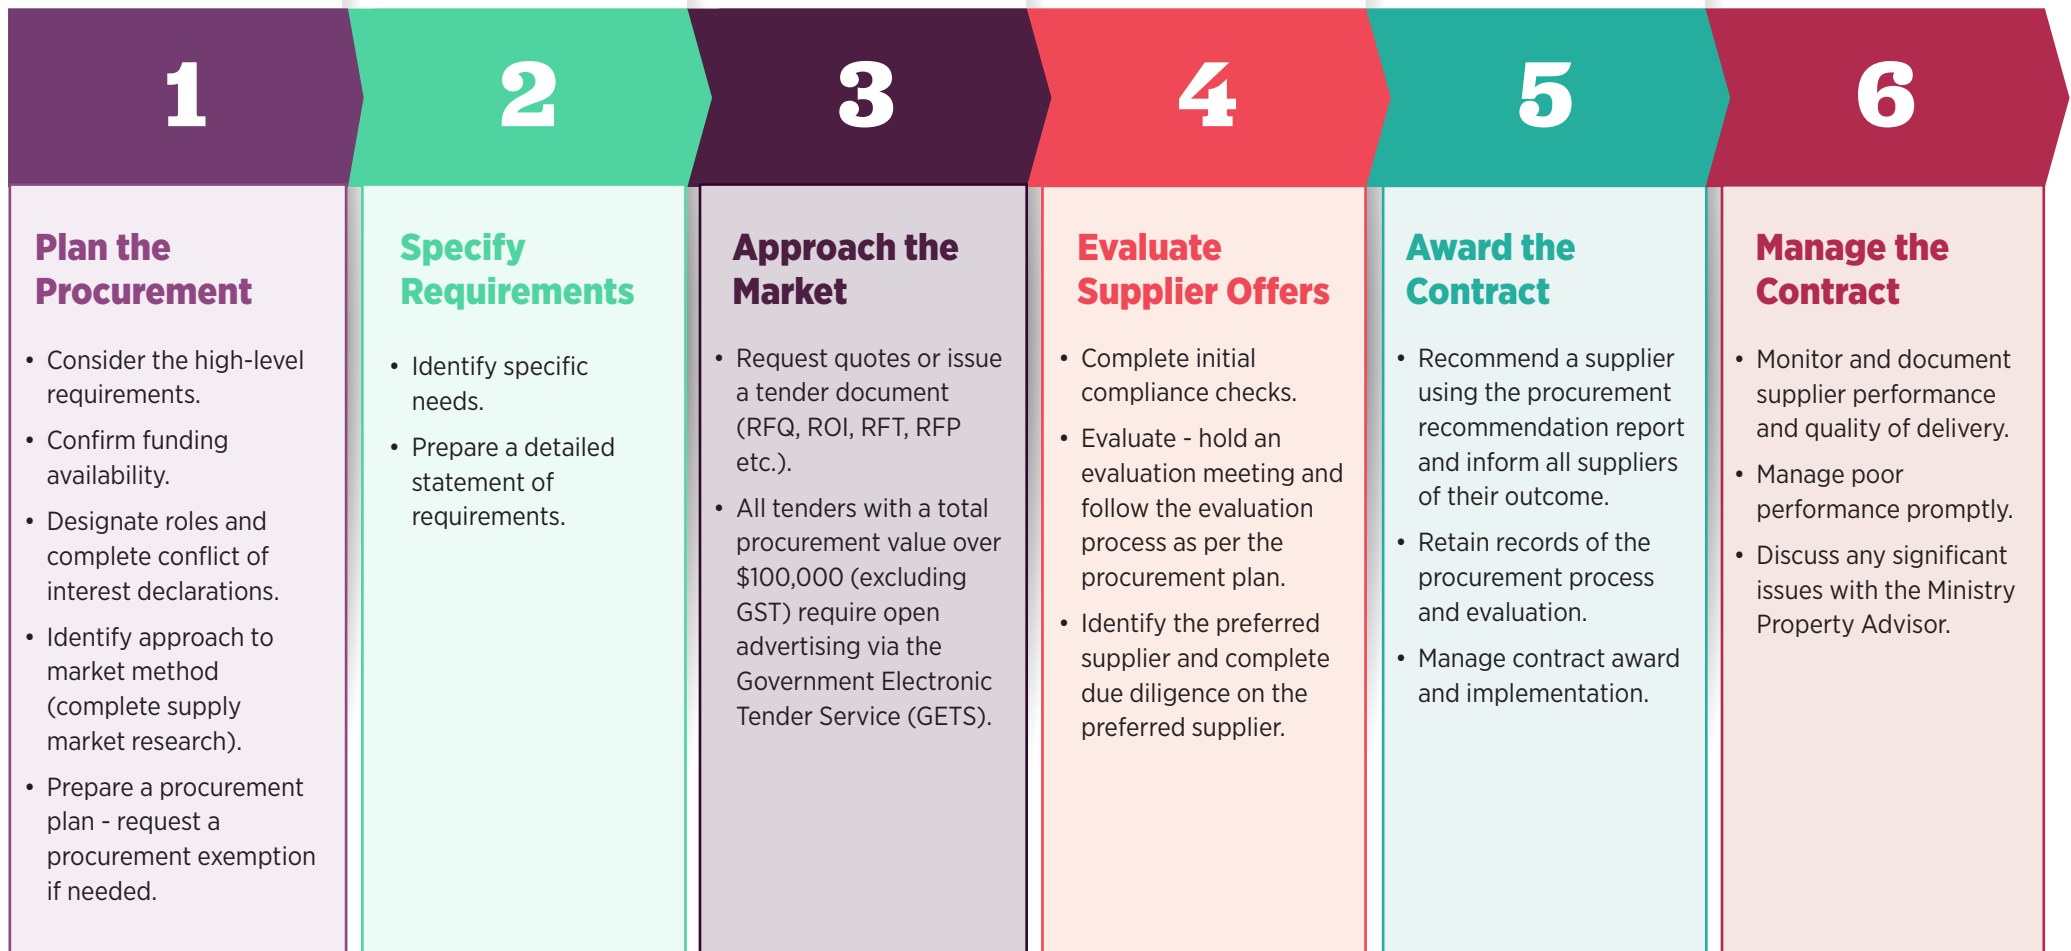 1
Plan the
Procurement
• Consider the high-level
requirements.
• Confirm funding
availability.
• Designate roles and
complete conflict of
interest declarations.
• Identify approach to
market method
(complete supply
market research).
• Prepare a procurement
plan - request a
procurement exemption
if needed.
2
Specify
Requirements
• Identify specific
needs.
• Prepare a detailed
statement of
requirements.
3
Approach the
Market
• Request quotes or issue
a tender document
(RFQ, ROI, RFT, RFP
etc.).
• All tenders with a total
procurement value over
$100,000 (excluding
GST) require open
advertising via the
Government Electronic
Tender Service (GETS).
4
Evaluate
Supplier Offers
• Complete initial
compliance checks.
• Evaluate - hold an
evaluation meeting and
follow the evaluation
process as per the
procurement plan.
• Identify the preferred
supplier and complete
due diligence on the
preferred supplier.
5
Award the
Contract
• Recommend a supplier
using the procurement
recommendation report
and inform all suppliers
of their outcome.
• Retain records of the
procurement process
and evaluation.
• Manage contract award
and implementation.
6
Manage the
Contract
• Monitor and document
supplier performance
and quality of delivery.
• Manage poor
performance promptly.
• Discuss any significant
issues with the Ministry
Property Advisor.